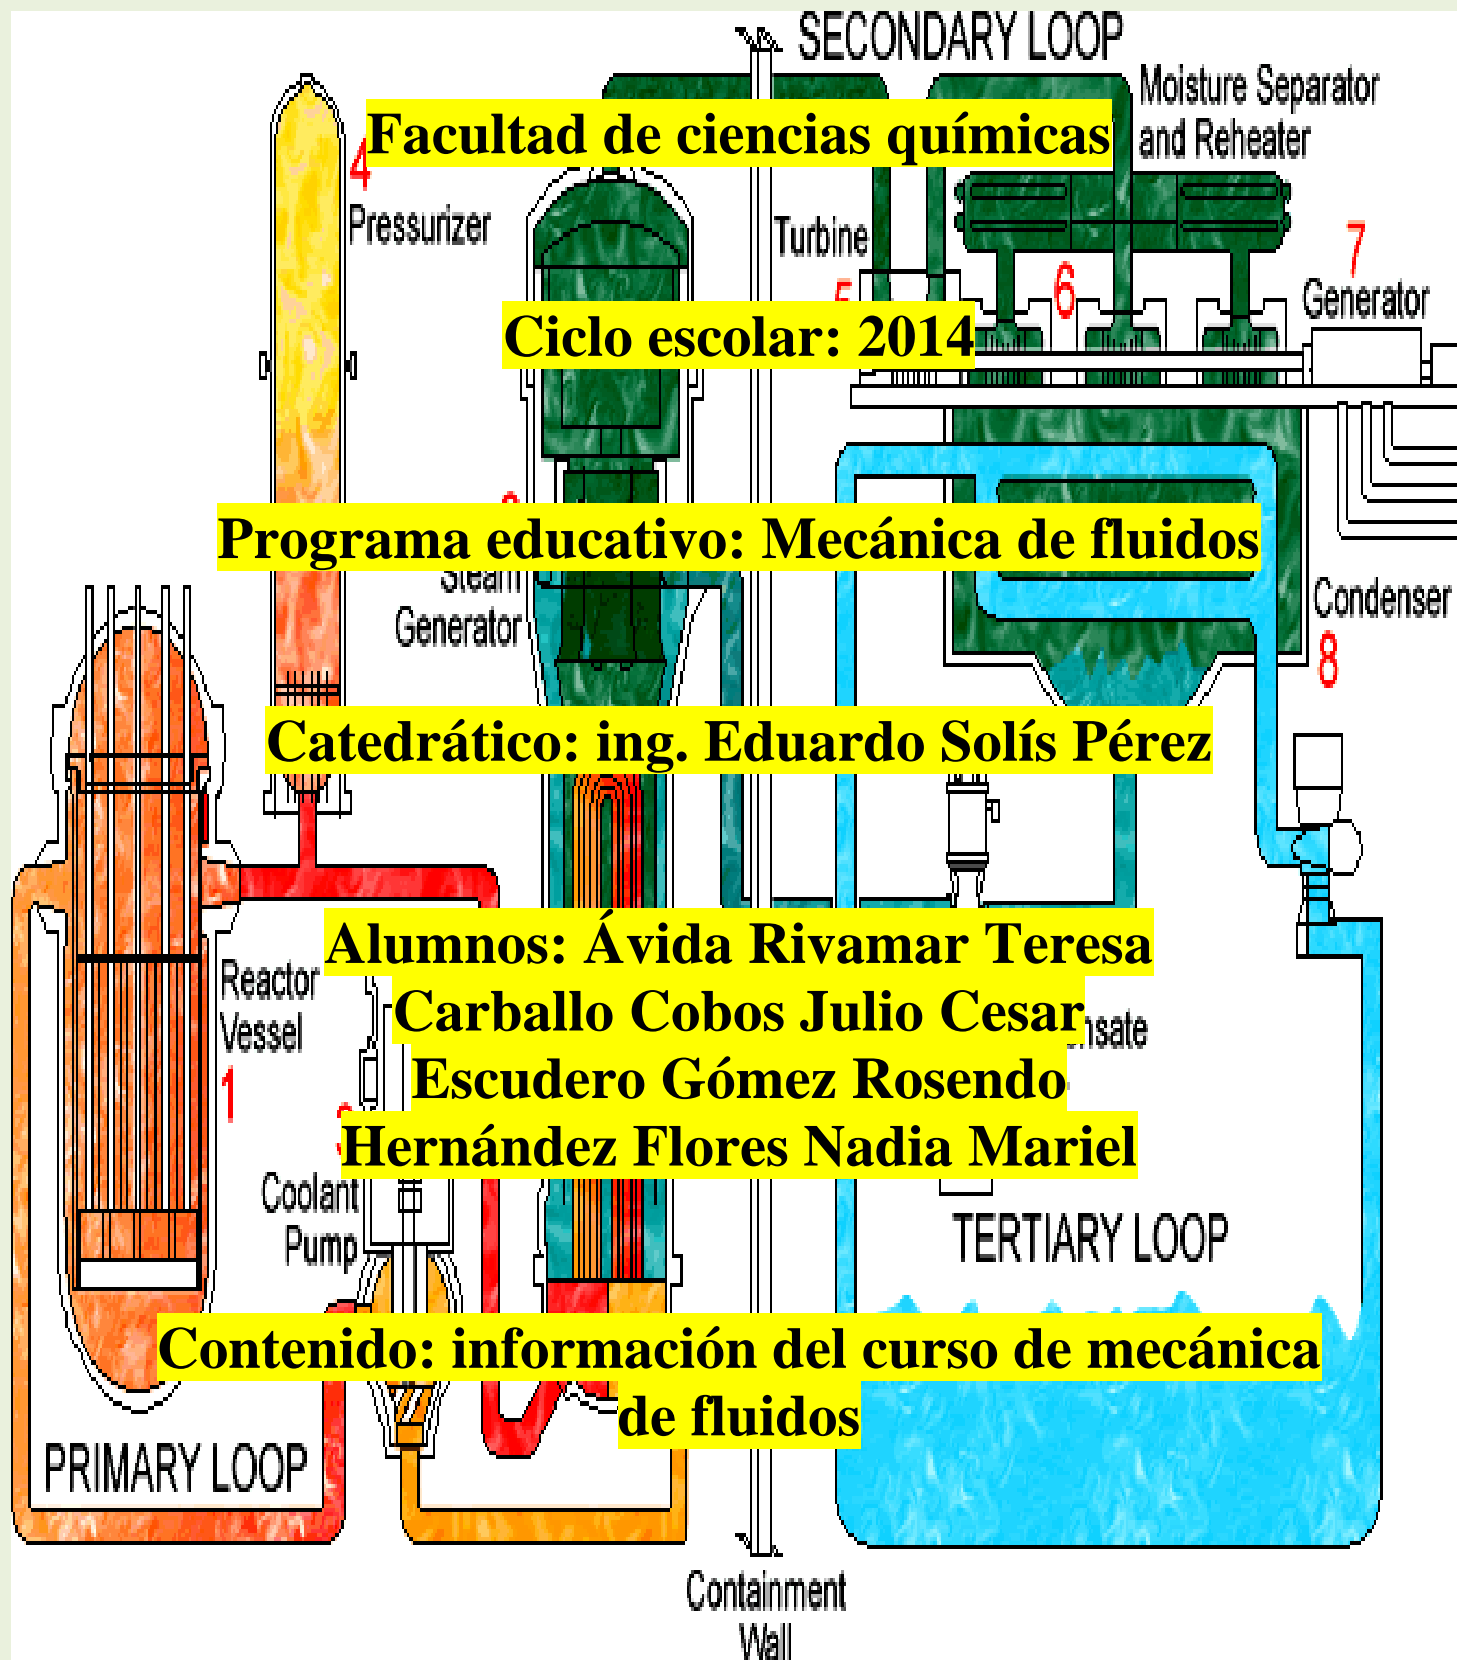 SECONDARY LOOP
Moisture Separator
and Reheater
Facultad de ciencias químicas
4
Pressurizer
Turbine
7
6
Generator
Ciclo escolar: 2014
Programa educativo: Mecánica de fluidos
Steam
Generator
Condenser
8
Catedrático: ing. Eduardo Solís Pérez
Alumnos: Ávida Rivamar Teresa
Reactor
Vessel
1
Carballo Cobos Julio Cesar
Escudero Gómez Rosendo
Hernández Flores Nadia Mariel
Coolant
Pump
TERTIARY LOOP
Contenido: información del curso de mecánica
de fluidos
PRIMARY LOOP
Containment
Wall